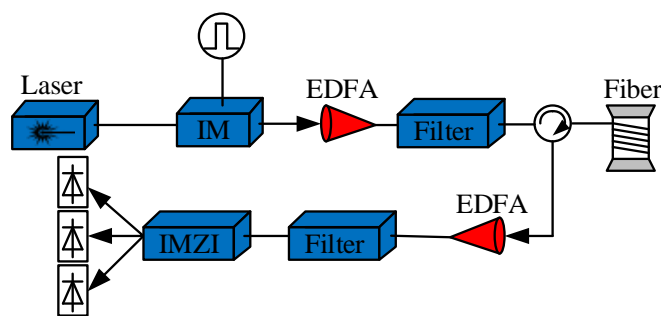 Laser
IM
EDFA
Filter
Fiber
IMZI
Filter
EDFA